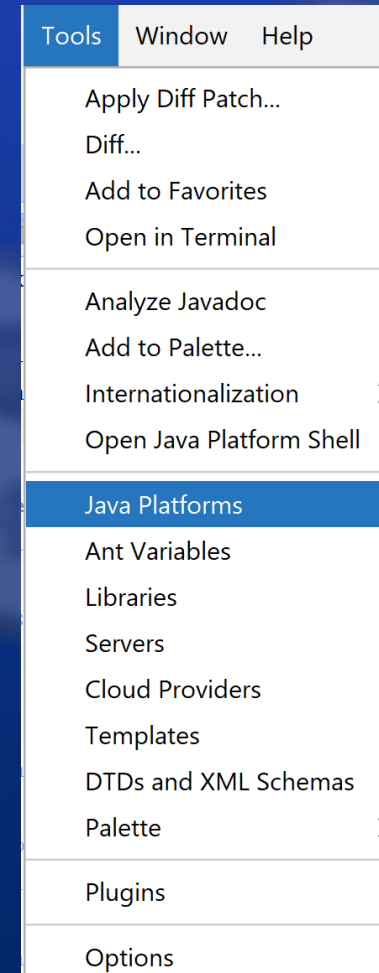 Tools Window Help
Apply Diff Patch...
Diff...
Add to Favorites
Open in Terminal
Analyze Javadoc
Add to Palette...
Internationalization
Open Java Platform Shell
Java Platforms
Ant Variables
Libraries
Servers
Cloud Providers
Templates
DTDs and XML Schemas
Palette
Plugins
Options